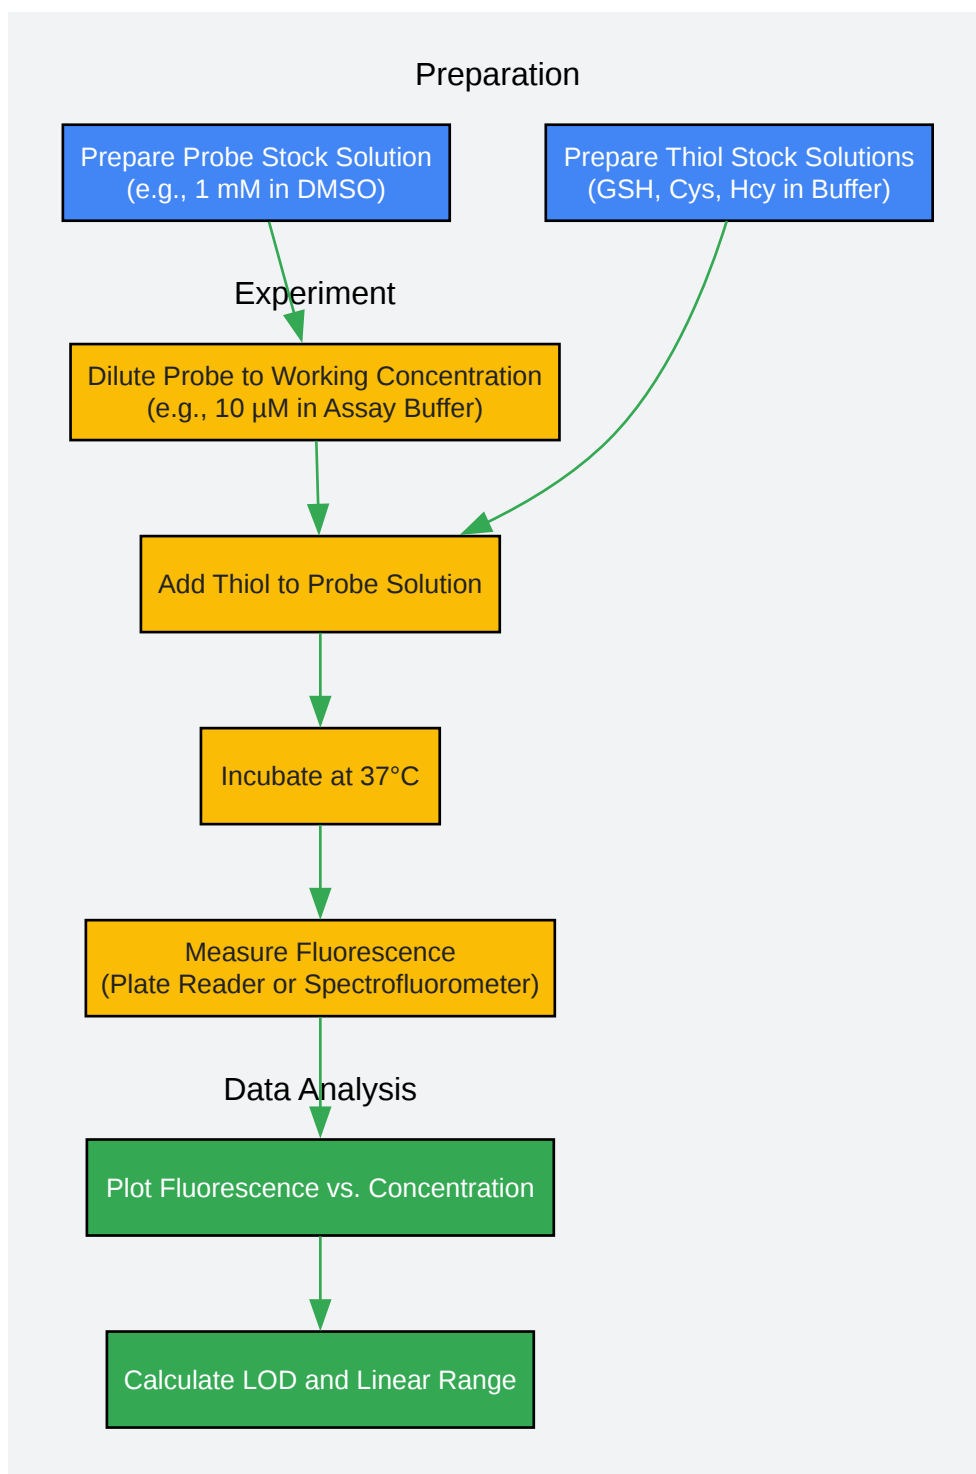 Preparation
Prepare Probe Stock Solution
(e.g., 1 mM in DMSO)
Prepare Thiol Stock Solutions
(GSH, Cys, Hcy in Buffer)
Experiment
Dilute Probe to Working Concentration
(e.g., 10 µM in Assay Buffer)
Add Thiol to Probe Solution
Incubate at 37°C
Measure Fluorescence
(Plate Reader or Spectrofluorometer)
Data Analysis
Plot Fluorescence vs. Concentration
Calculate LOD and Linear Range